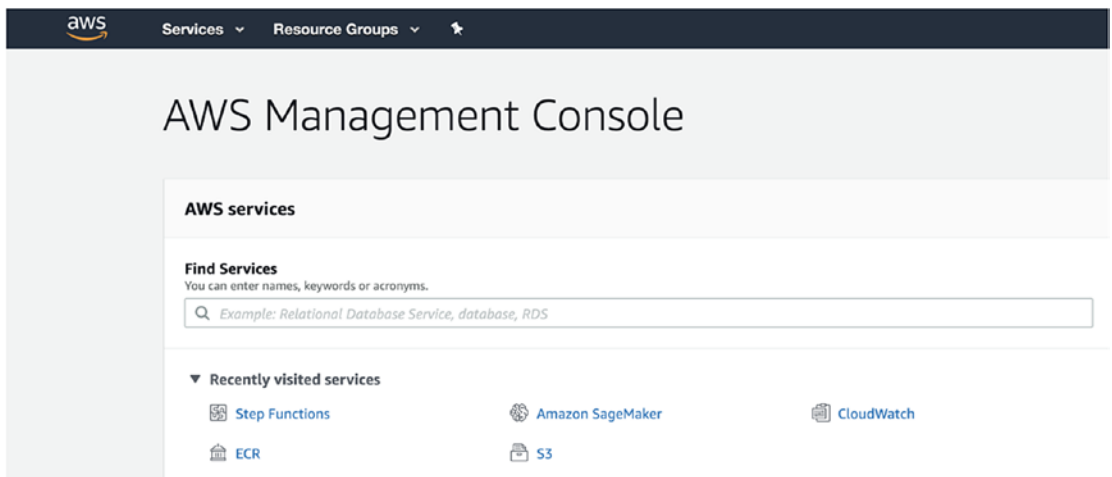 aws Services Resource Groups
AWS Management Console
AWS services
Find Services
You can enter names, keywords or acronyms.
Example: Relational Database Service, database, RDS
Recently visited services
Step Functions Amazon SageMaker CloudWatch
ECR S3